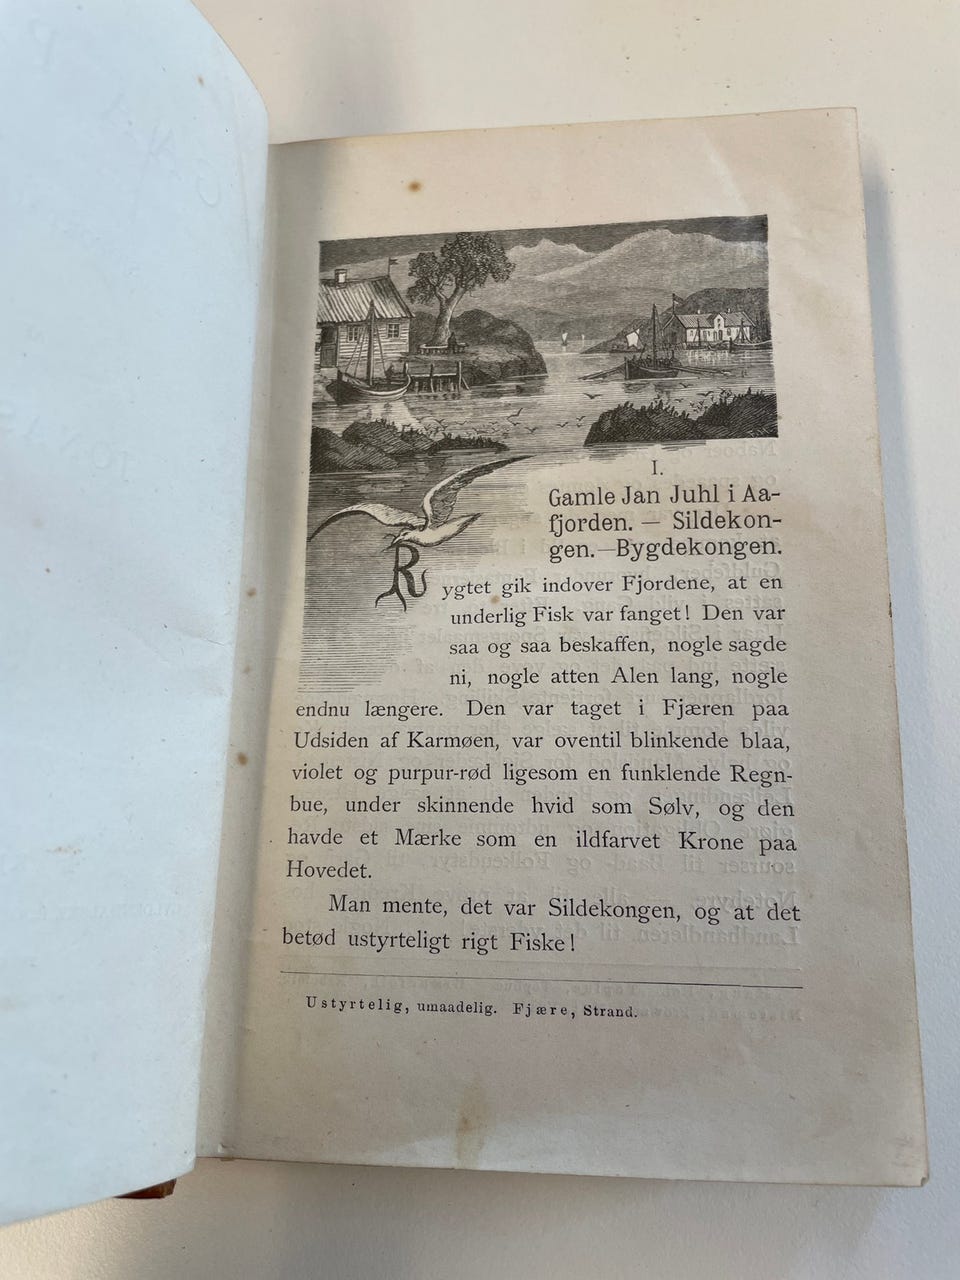 I.
Gamle Jan Juhl i Aa-
fjorden. — Sildekon-
gen. — Bygdekongen.
Rygtet gik indover Fjordene, at en
underlig Fisk var fanget! Den var
saa og saa beskaffen, nogle sagde
ni, nogle atten Alen lang, nogle
endnu længere. Den var taget i Fjæren paa
Udsiden af Karmøen, var oventil blinkende blaa,
violet og purpur-rød ligesom en funklende Regn-
bue, under skinnende hvid som Sølv, og den
havde et Mærke som en ildfarvet Krone paa
Hovedet.
Man mente, det var Sildekongen, og at det
betød ustyrteligt rigt Fiske!
Ustyrtelig, umaadelig. Fjære, Strand.